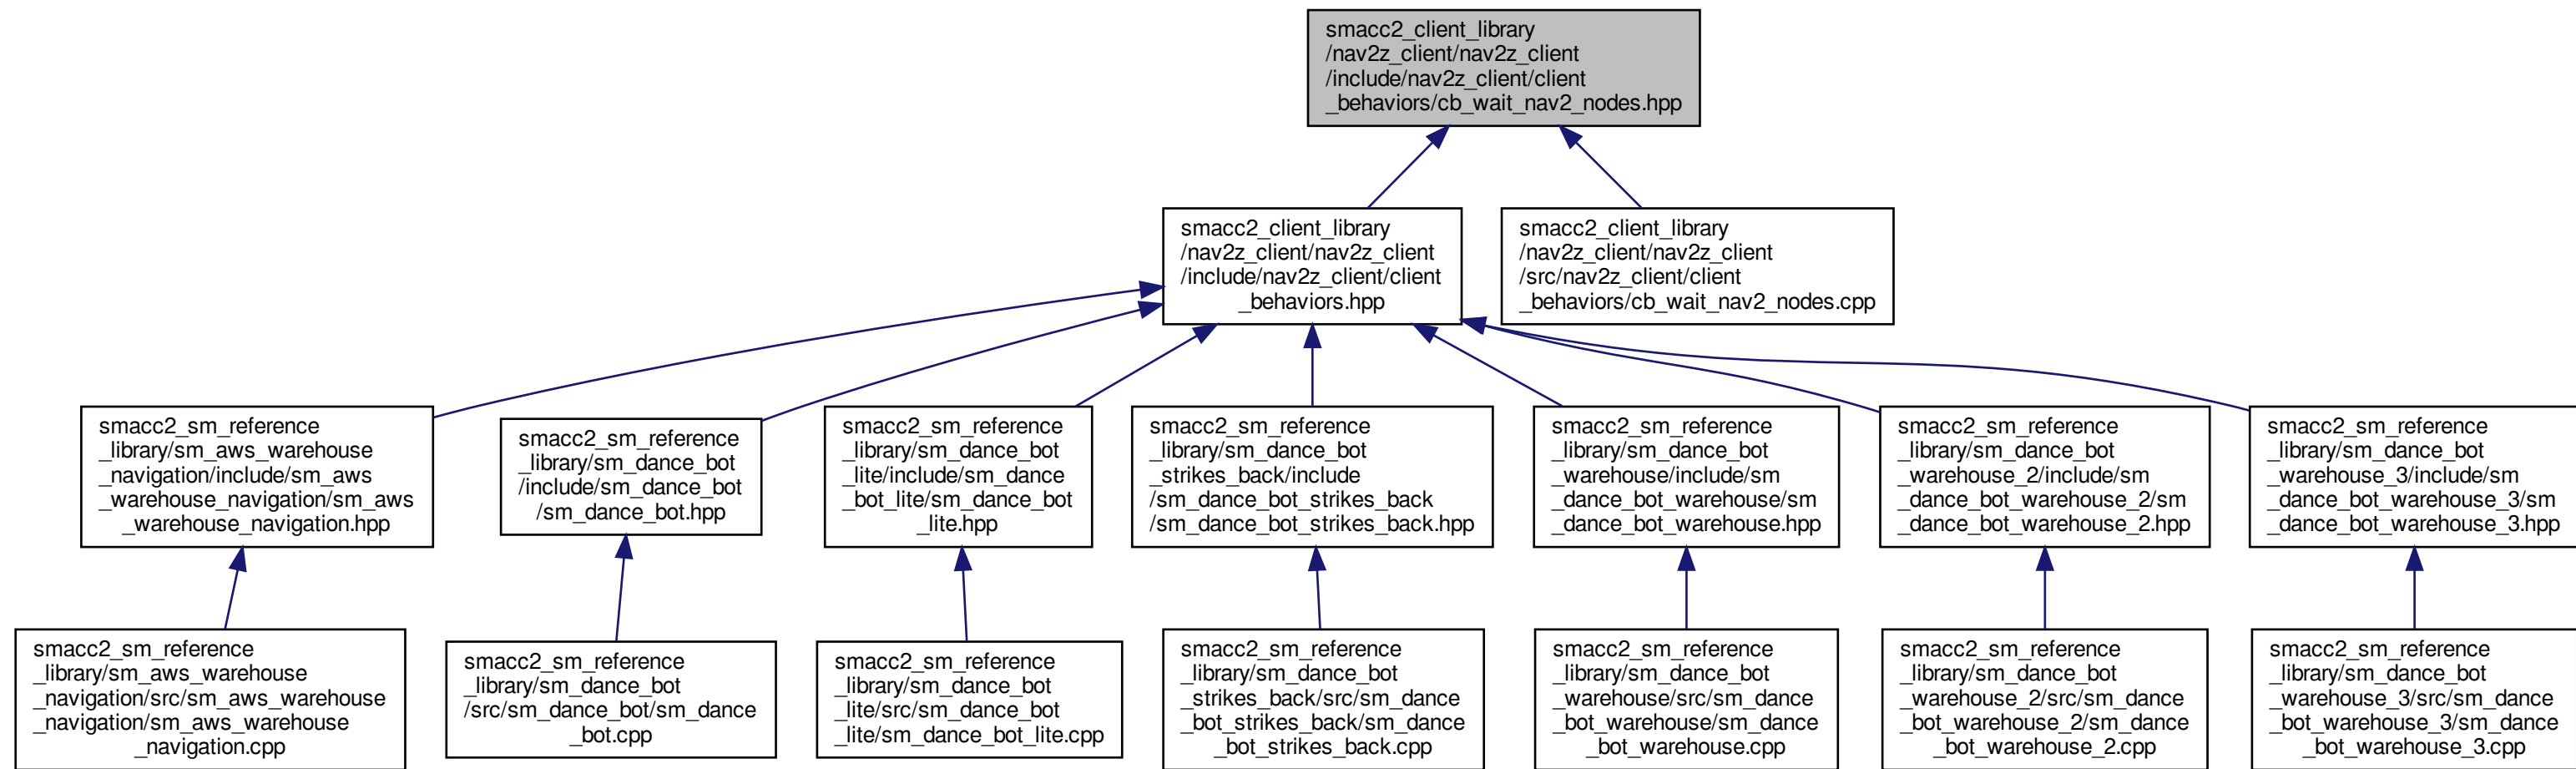 smacc2_client_library
/nav2z_client/nav2z_client
/include/nav2z_client/client
_behaviors/cb_wait_nav2_nodes.hpp
smacc2_client_library
/nav2z_client/nav2z_client
/include/nav2z_client/client
_behaviors.hpp
smacc2_client_library
/nav2z_client/nav2z_client
/src/nav2z_client/client
_behaviors/cb_wait_nav2_nodes.cpp
smacc2_sm_reference
_library/sm_aws_warehouse
_navigation/include/sm_aws
_warehouse_navigation/sm_aws
_warehouse_navigation.hpp
smacc2_sm_reference
_library/sm_dance_bot
/include/sm_dance_bot
/sm_dance_bot.hpp
smacc2_sm_reference
_library/sm_dance_bot
_lite/include/sm_dance
_bot_lite/sm_dance_bot
_lite.hpp
smacc2_sm_reference
_library/sm_dance_bot
_strikes_back/include
/sm_dance_bot_strikes_back
/sm_dance_bot_strikes_back.hpp
smacc2_sm_reference
_library/sm_dance_bot
_warehouse/include/sm
_dance_bot_warehouse/sm
_dance_bot_warehouse.hpp
smacc2_sm_reference
_library/sm_dance_bot
_warehouse_2/include/sm
_dance_bot_warehouse_2/sm
_dance_bot_warehouse_2.hpp
smacc2_sm_reference
_library/sm_dance_bot
_warehouse_3/include/sm
_dance_bot_warehouse_3/sm
_dance_bot_warehouse_3.hpp
smacc2_sm_reference
_library/sm_aws_warehouse
_navigation/src/sm_aws_warehouse
_navigation/sm_aws_warehouse
_navigation.cpp
smacc2_sm_reference
_library/sm_dance_bot
/src/sm_dance_bot/sm_dance
_bot.cpp
smacc2_sm_reference
_library/sm_dance_bot
_lite/src/sm_dance_bot
_lite/sm_dance_bot_lite.cpp
smacc2_sm_reference
_library/sm_dance_bot
_strikes_back/src/sm_dance
_bot_strikes_back/sm_dance
_bot_strikes_back.cpp
smacc2_sm_reference
_library/sm_dance_bot
_warehouse/src/sm_dance
_bot_warehouse/sm_dance
_bot_warehouse.cpp
smacc2_sm_reference
_library/sm_dance_bot
_warehouse_2/src/sm_dance
_bot_warehouse_2/sm_dance
_bot_warehouse_2.cpp
smacc2_sm_reference
_library/sm_dance_bot
_warehouse_3/src/sm_dance
_bot_warehouse_3/sm_dance
_bot_warehouse_3.cpp